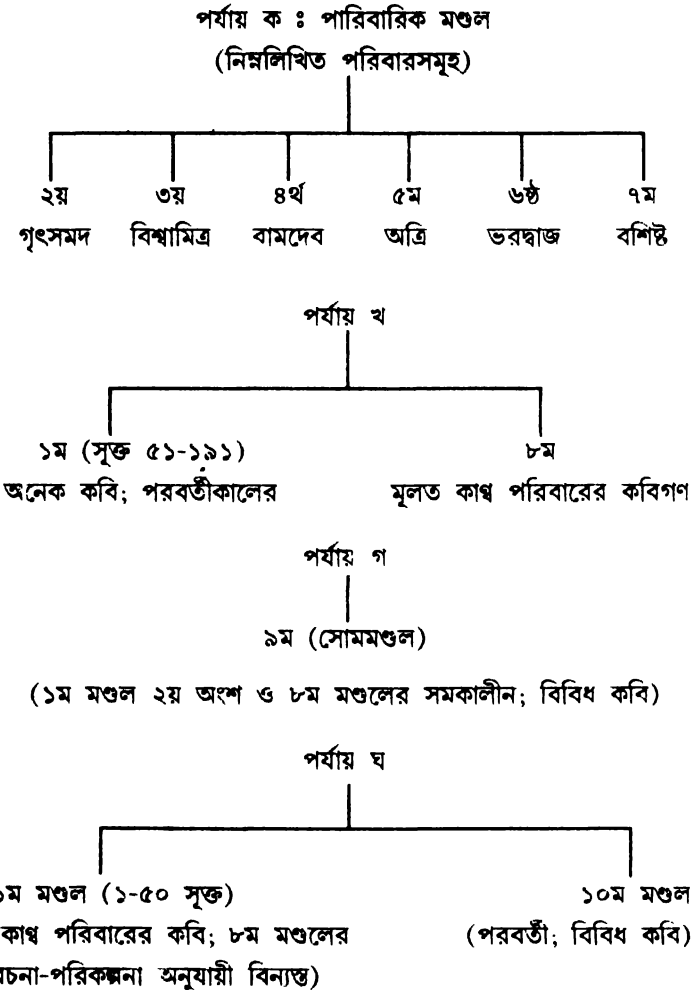 পর্যায় ক ঃ পারিবারিক মণ্ডল
(নিম্নলিখিত পরিবারসমূহ)
২য় ৩য় ৪র্থ ৫ম ৬ষ্ঠ ৭ম
গৃৎসমদ বিশ্বামিত্র বামদেব অত্রি ভরদ্বাজ বশিষ্ট
পর্যায় খ
১ম (সূক্ত ৫১-১৯১) ৮ম
অনেক কবি; পরবর্তীকালের মূলত কাণ্ব পরিবারের কবিগণ
পর্যায় গ
৯ম (সোমমণ্ডল)
(১ম মণ্ডল ২য় অংশ ও ৮ম মণ্ডলের সমকালীন; বিবিধ কবি)
পর্যায় ঘ
১ম মণ্ডল (১-৫০ সূক্ত) ১০ম মণ্ডল
কাণ্ব পরিবারের কবি; ৮ম মণ্ডলের (পরবর্তী; বিবিধ কবি)
রচনা-পরিকল্পনা অনুযায়ী বিন্যস্ত)